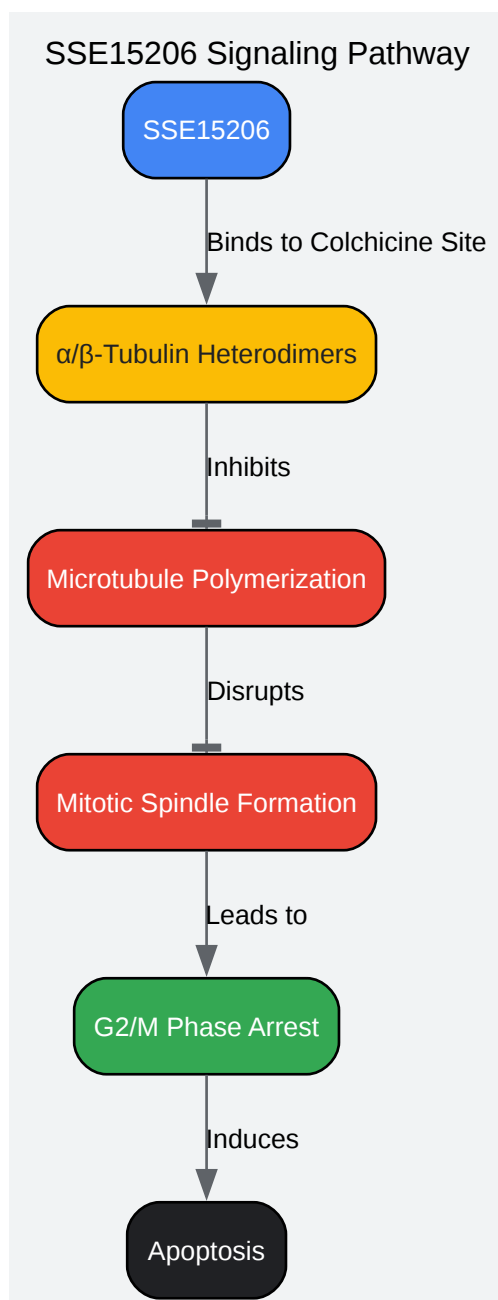 SSE15206 Signaling Pathway
SSE15206
Binds to Colchicine Site
α/β-Tubulin Heterodimers
Inhibits
Microtubule Polymerization
Disrupts
Mitotic Spindle Formation
Leads to
G2/M Phase Arrest
Induces
Apoptosis